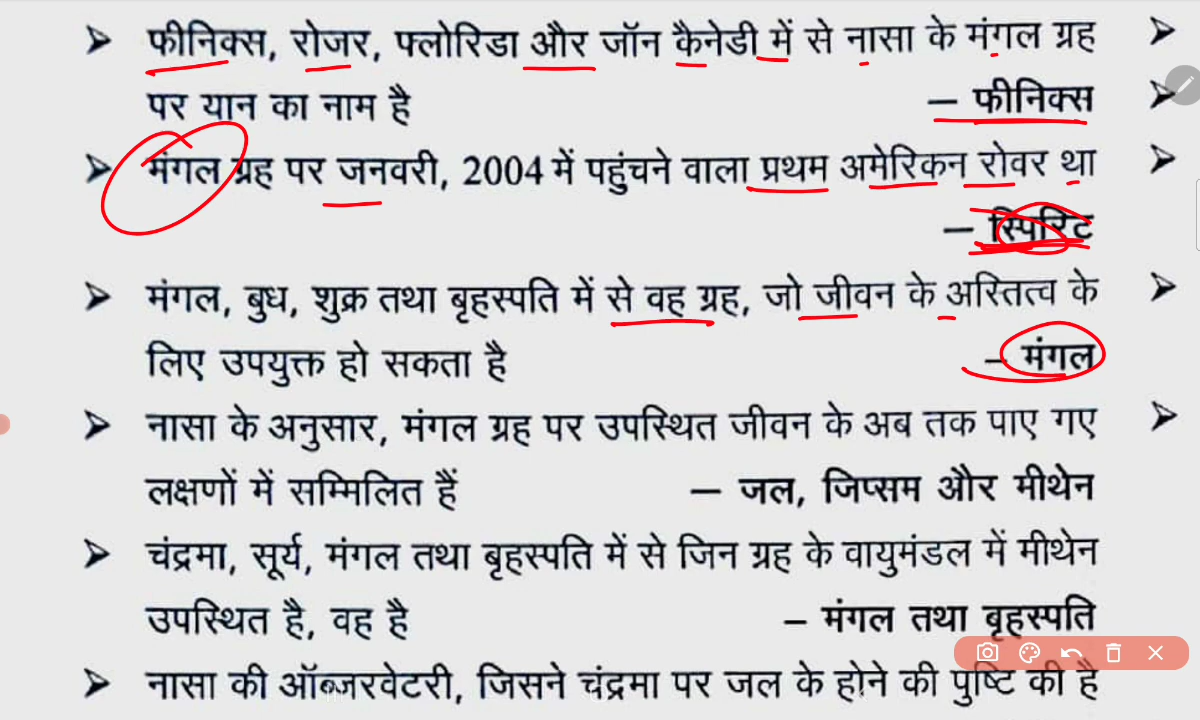 ➢ फीनिक्स, रोजर, फ्लोरिडा और जॉन कैनेडी में से नासा के मंगल ग्रह
पर यान का नाम है – फीनिक्स
➢ मंगल ग्रह पर जनवरी, 2004 में पहुंचने वाला प्रथम अमेरिकन रोवर था
– स्पिरिट
➢ मंगल, बुध, शुक्र तथा बृहस्पति में से वह ग्रह, जो जीवन के अस्तित्व के
लिए उपयुक्त हो सकता है – मंगल
➢ नासा के अनुसार, मंगल ग्रह पर उपस्थित जीवन के अब तक पाए गए
लक्षणों में सम्मिलित हैं – जल, जिप्सम और मीथेन
➢ चंद्रमा, सूर्य, मंगल तथा बृहस्पति में से जिन ग्रह के वायुमंडल में मीथेन
उपस्थित है, वह है – मंगल तथा बृहस्पति
➢ नासा की ऑब्जरवेटरी, जिसने चंद्रमा पर जल के होने की पुष्टि की है